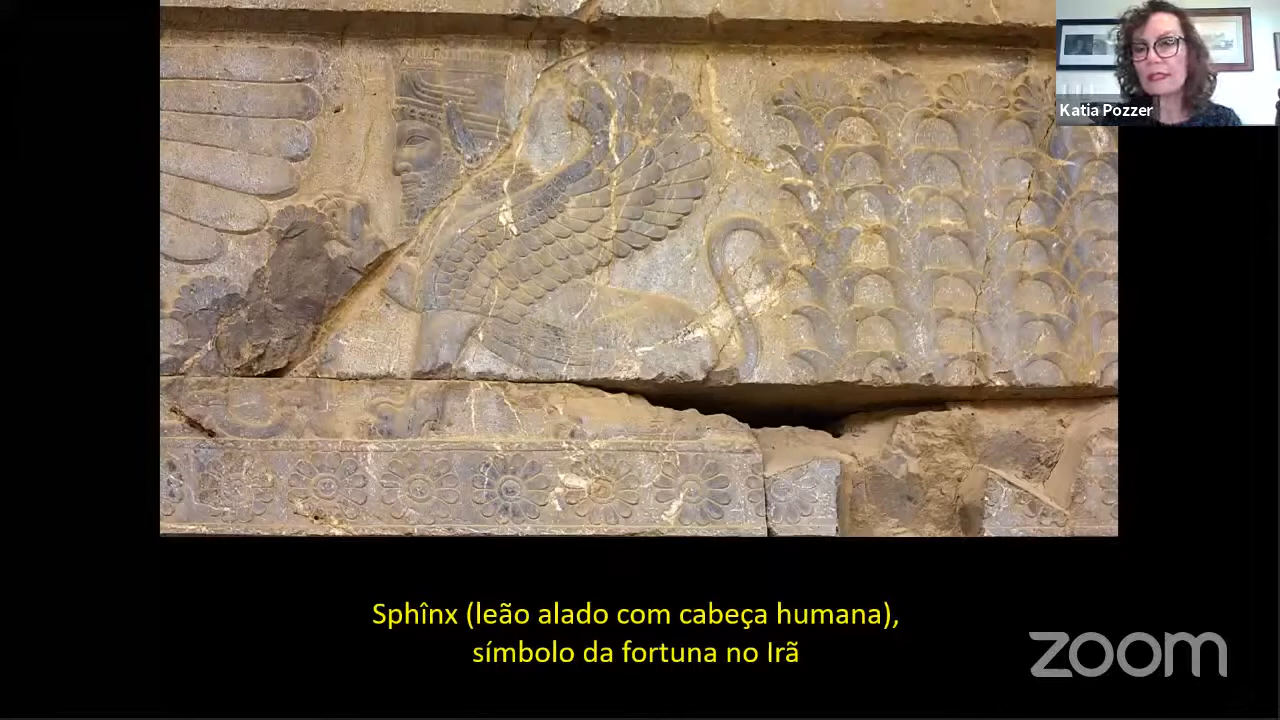 Katia Pozzer
Sphînx (leão alado com cabeça humana),
símbolo da fortuna no Irã
zoom